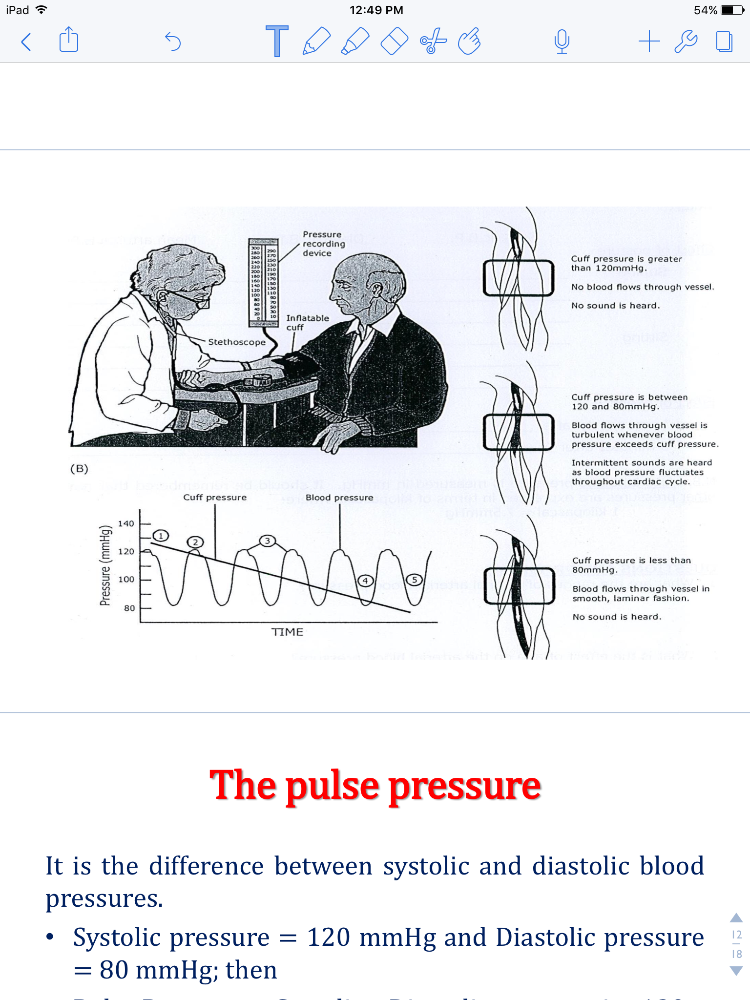 iPad
12:49 PM
54%
Pressure
recording
device
300
280
260
240
220
200
180
160
140
120
100
80
60
40
20
0
290
270
250
230
210
190
170
150
130
110
90
70
50
30
10
Inflatable
cuff
Stethoscope
Cuff pressure is greater
than 120mmHg.
No blood flows through vessel.
No sound is heard.
Cuff pressure is between
120 and 80mmHg.
Blood flows through vessel is
turbulent whenever blood
pressure exceeds cuff pressure.
Intermittent sounds are heard
as blood pressure fluctuates
throughout cardiac cycle.
(B)
Cuff pressure
Blood pressure
Pressure (mmHg)
140
120
100
80
1
2
3
4
5
TIME
Cuff pressure is less than
80mmHg.
Blood flows through vessel in
smooth, laminar fashion.
No sound is heard.
The pulse pressure
It is the difference between systolic and diastolic blood
pressures.
• Systolic pressure = 120 mmHg and Diastolic pressure
= 80 mmHg; then
12
18